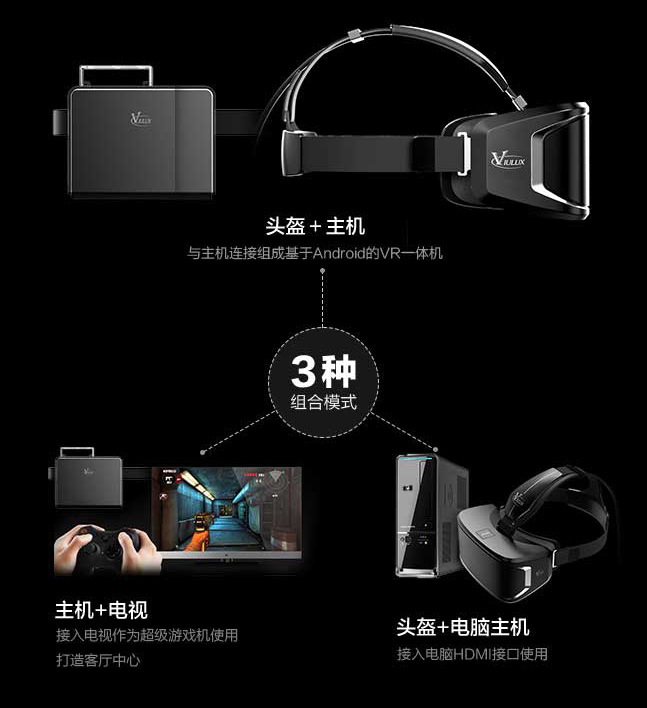 VIULUX
VIULUX
头盔＋主机
与主机连接组成基于Android的VR一体机
3种
组合模式
主机+电视
接入电视作为超级游戏机使用
打造客厅中心
头盔+电脑主机
接入电脑HDMI接口使用